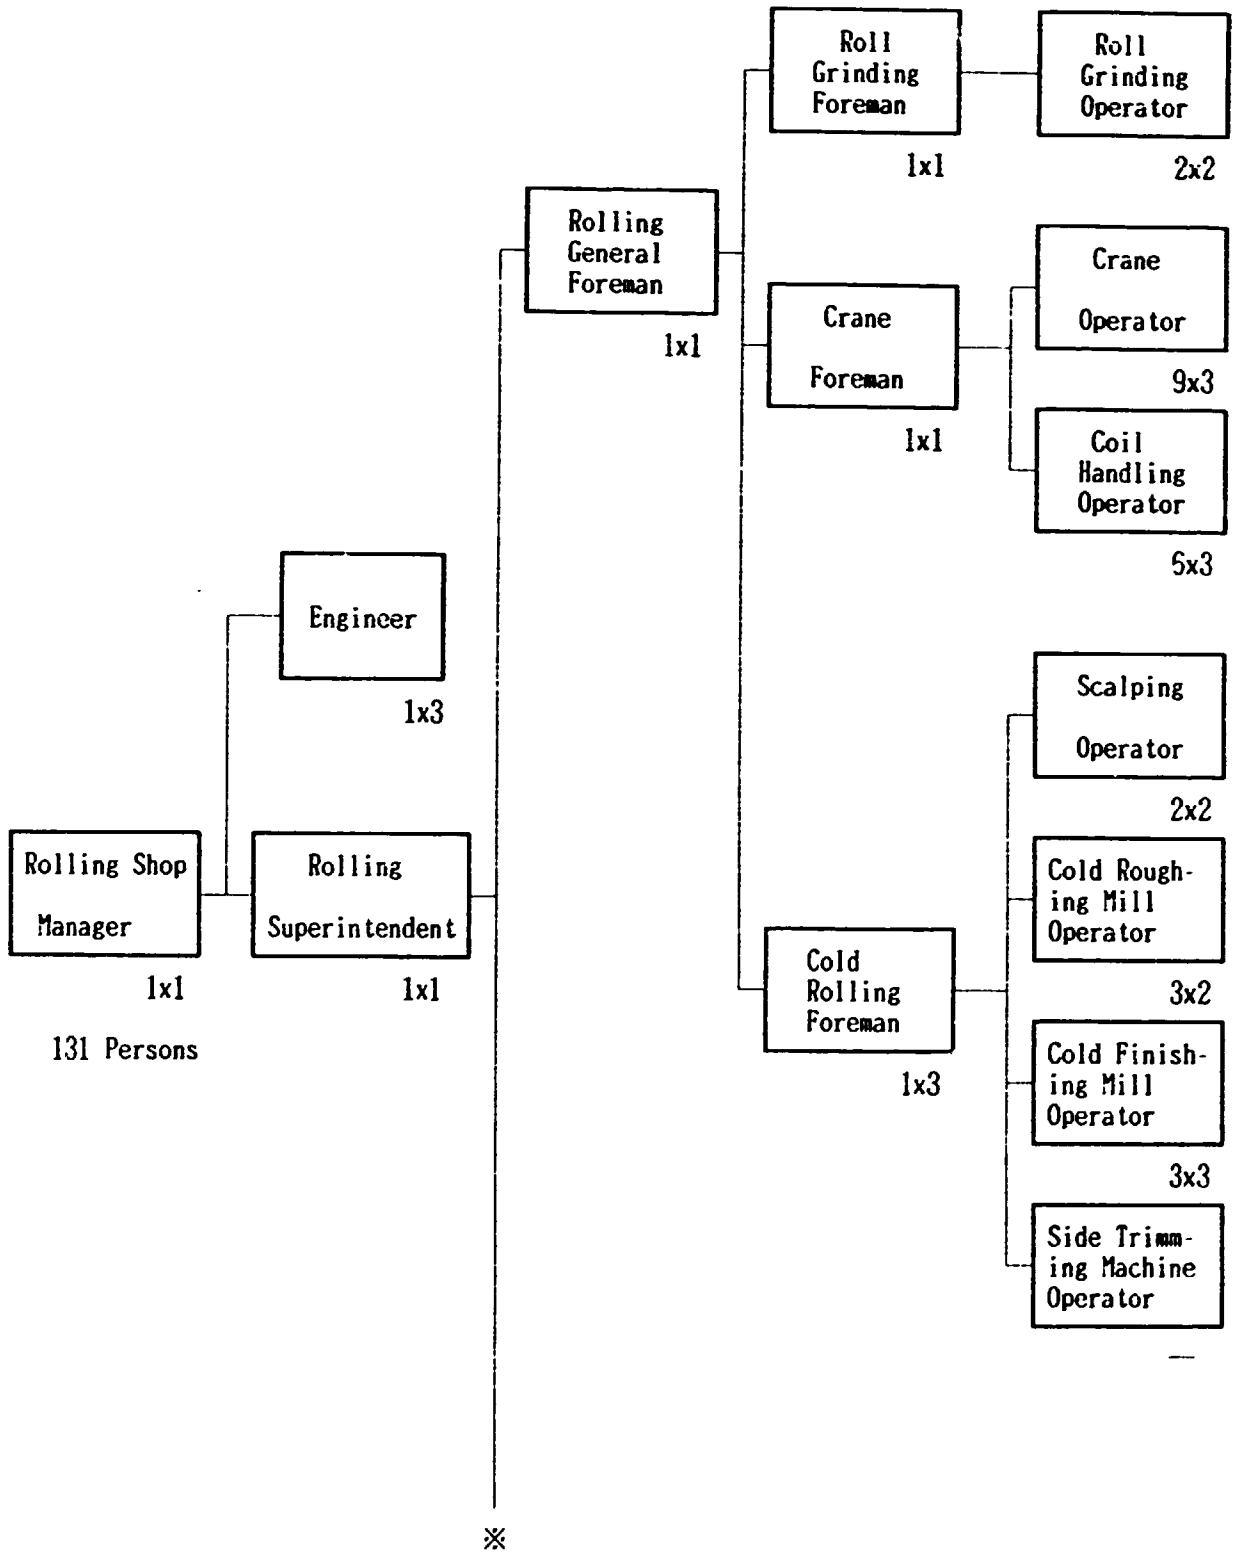 Roll
Grinding
Foreman
1x1
Roll
Grinding
Operator
2x2
Rolling
General
Foreman
1x1
Crane
Foreman
1x1
Crane
Operator
9x3
Coil
Handling
Operator
5x3
Engineer
1x3
Scalping
Operator
2x2
Rolling Shop
Manager
1x1
131 Persons
Rolling
Superintendent
1x1
Cold
Rolling
Foreman
1x3
Cold Rough-
ing Mill
Operator
3x2
Cold Finish-
ing Mill
Operator
3x3
Side Trimm-
ing Machine
Operator
—
※